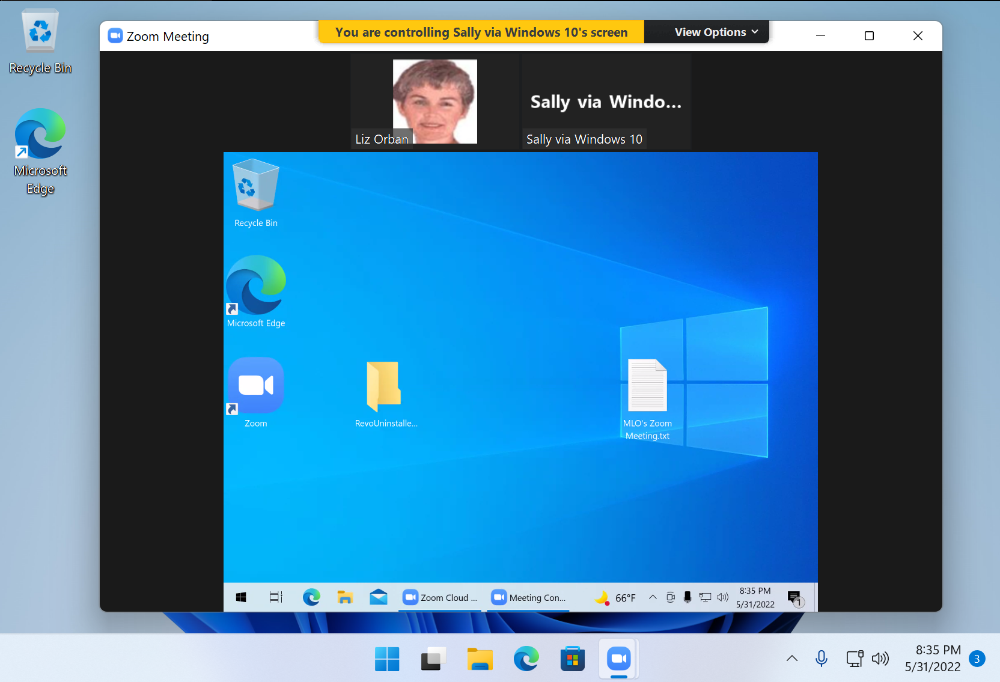 Recycle Bin
Microsoft
Edge
Zoom Meeting
You are controlling Sally via Windows 10's screen
View Options
Liz Orban
Sally via Windo...
Sally via Windows 10
Recycle Bin
Microsoft Edge
Zoom
RevoUninstalle...
MLO's Zoom
Meeting.txt
Zoom Cloud ...
Meeting Con...
66°F
8:35 PM
5/31/2022
1
8:35 PM
5/31/2022
3